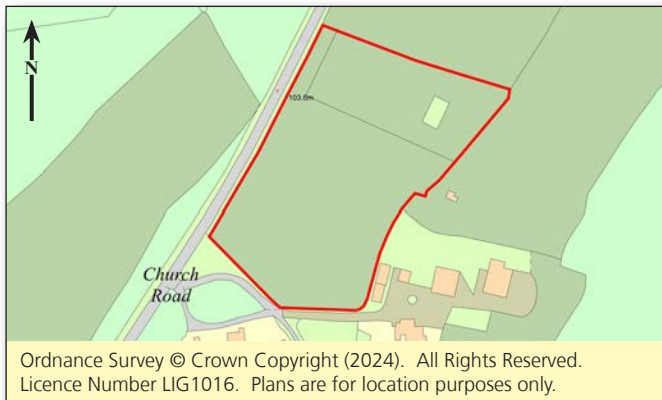 N
103.6m
Church
Road
Ordnance Survey © Crown Copyright (2024). All Rights Reserved.
Licence Number LIG1016. Plans are for location purposes only.